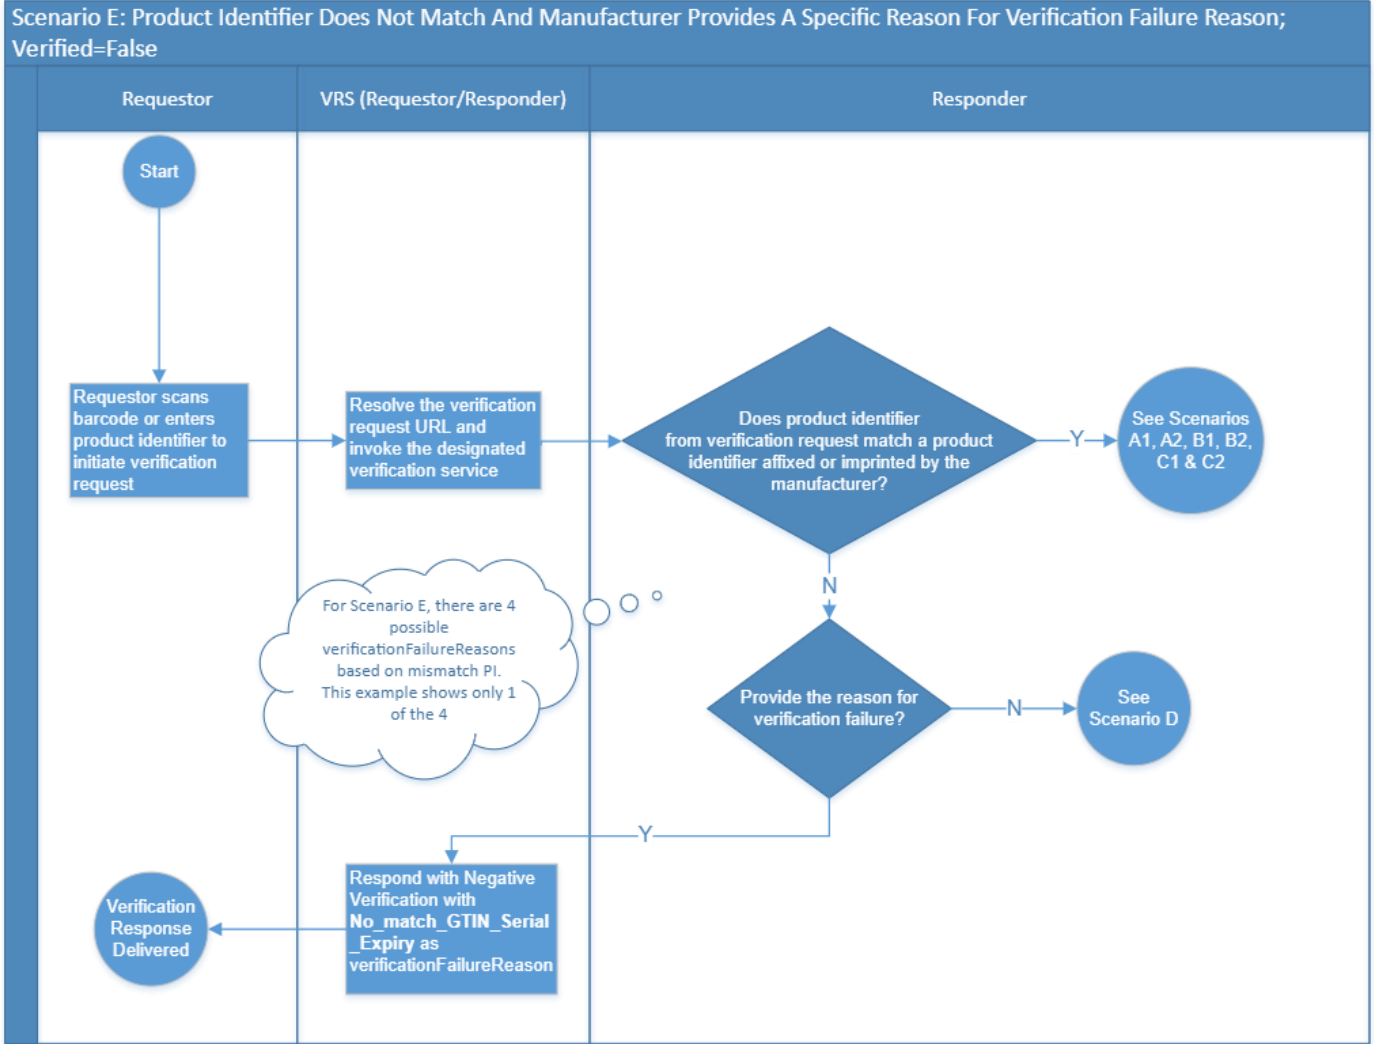 Scenario E: Product Identifier Does Not Match And Manufacturer Provides A Specific Reason For Verification Failure Reason;
Verified=False
Requestor
VRS (Requestor/Responder)
Responder
Start
Requestor scans
barcode or enters
product identifier to
initiate verification
request
Resolve the verification
request URL and
invoke the designated
verification service
Does product identifier
from verification request match a product
identifier affixed or imprinted by the
manufacturer?
Y
See Scenarios
A1, A2, B1, B2,
C1 & C2
N
For Scenario E, there are 4
possible
verificationFailureReasons
based on mismatch PI.
This example shows only 1
of the 4
Provide the reason for
verification failure?
N
See
Scenario D
Y
Respond with Negative
Verification with
No_match_GTIN_Serial
_Expiry as
verificationFailureReason
Verification
Response
Delivered